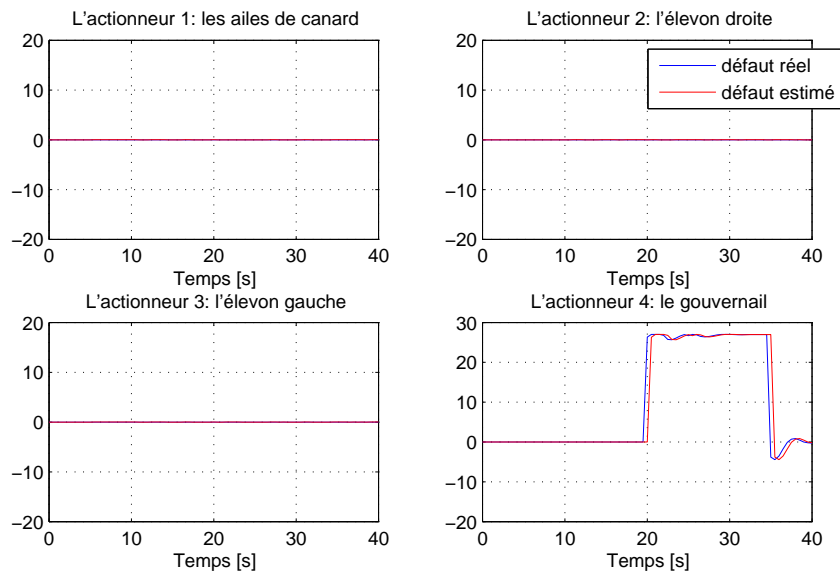 L'actionneur 1: les ailes de canard
20
10
0
−10
−20
0 10 20 30 40
Temps [s]
L'actionneur 2: l'élevon droite
défaut réel
défaut estimé
20
10
0
−10
−20
0 10 20 30 40
Temps [s]
L'actionneur 3: l'élevon gauche
20
10
0
−10
−20
0 10 20 30 40
Temps [s]
L'actionneur 4: le gouvernail
30
20
10
0
−10
−20
0 10 20 30 40
Temps [s]